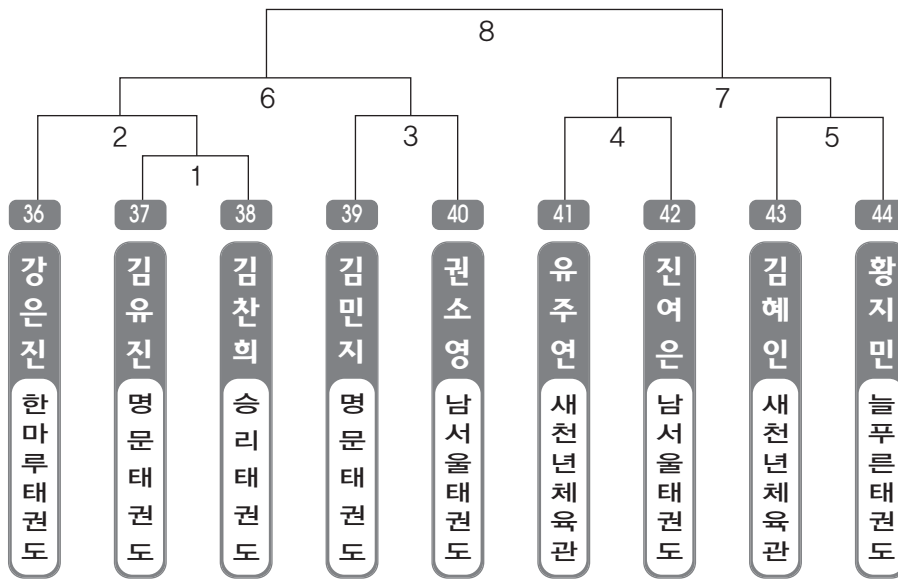 8
6
7
2
3
4
5
1
36
37
38
39
40
41
42
43
44
강은진
김유진
김찬희
김민지
권소영
유주연
진여은
김혜인
황지민
한마루태권도
명문태권도
승리태권도
명문태권도
남서울태권도
새천년체육관
남서울태권도
새천년체육관
늘푸른태권도